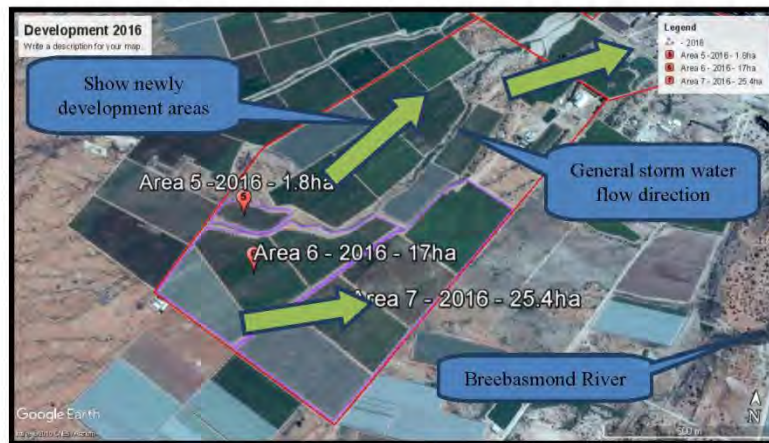 Development 2016
Write a description for your map.
Legend
- 2016
Area 5 -2016 - 1.8ha
Area 6 - 2016 - 17ha
Area 7 - 2016 - 25.4ha
Show newly
development areas
General storm water
flow direction
Area 5 -2016 - 1.8ha
Area 6 - 2016 - 17ha
Area 7 - 2016 - 25.4ha
Breebasmond River
Google Earth
N
500 m